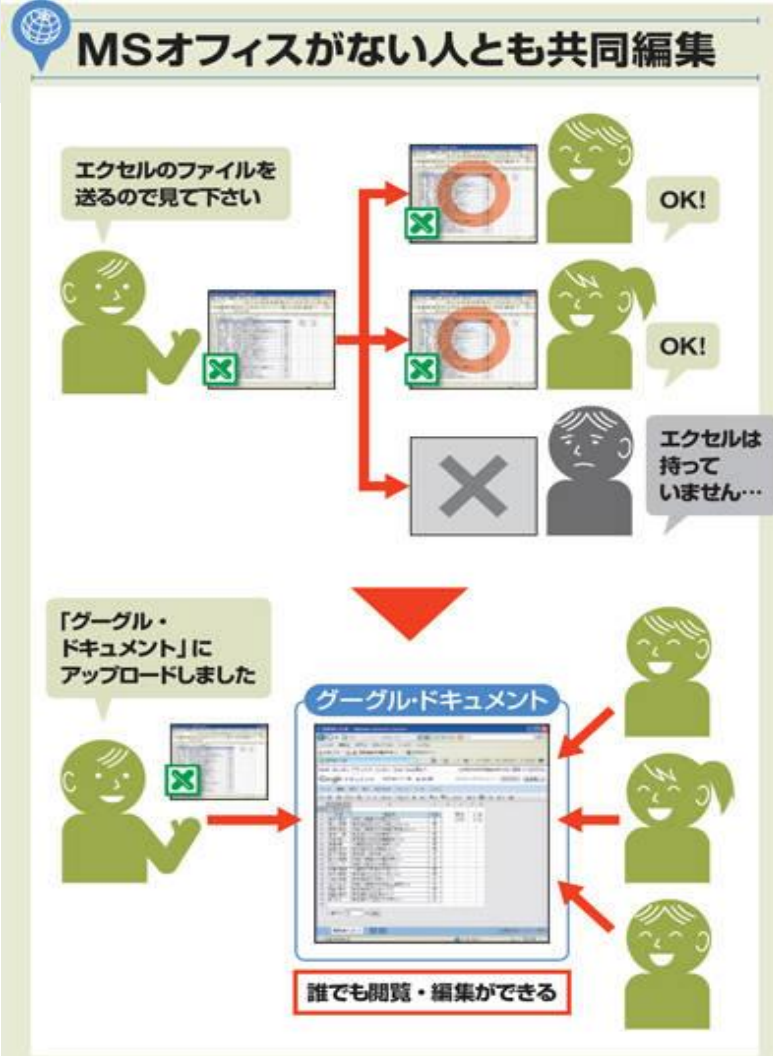 MSオフィスがない人とも共同編集
エクセルのファイルを
送るので見て下さい
OK!
OK!
エクセルは
持って
いません…
「グーグル・
ドキュメント」に
アップロードしました
グーグル・ドキュメント
誰でも閲覧・編集ができる